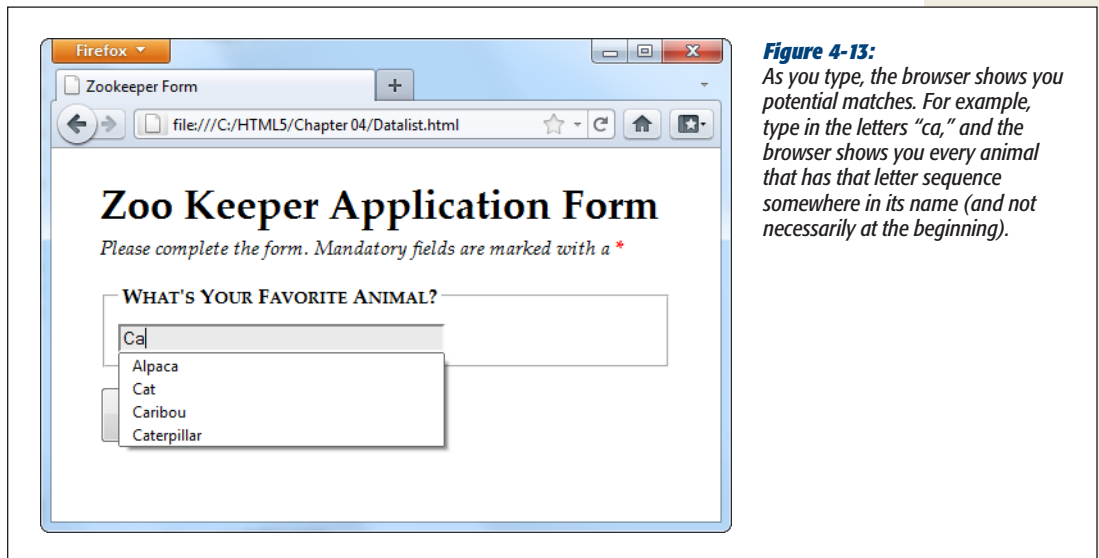 Firefox
Zookeeper Form
file:///C:/HTML5/Chapter 04/Datalist.html
Zoo Keeper Application Form
Please complete the form. Mandatory fields are marked with a *
WHAT'S YOUR FAVORITE ANIMAL?
Ca
Alpaca
Cat
Caribou
Caterpillar
Figure 4-13:
As you type, the browser shows you
potential matches. For example,
type in the letters “ca,” and the
browser shows you every animal
that has that letter sequence
somewhere in its name (and not
necessarily at the beginning).